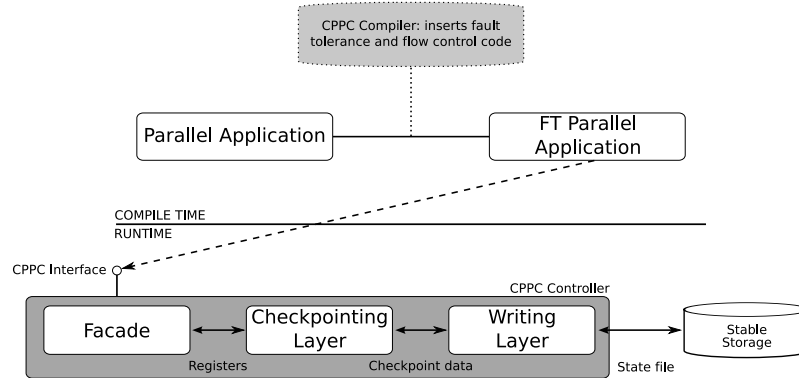 CPPC Compiler: inserts fault
tolerance and flow control code
Parallel Application
FT Parallel
Application
COMPILE TIME
RUNTIME
CPPC Interface
CPPC Controller
Facade
Checkpointing
Layer
Writing
Layer
Stable
Storage
Registers
Checkpoint data
State file